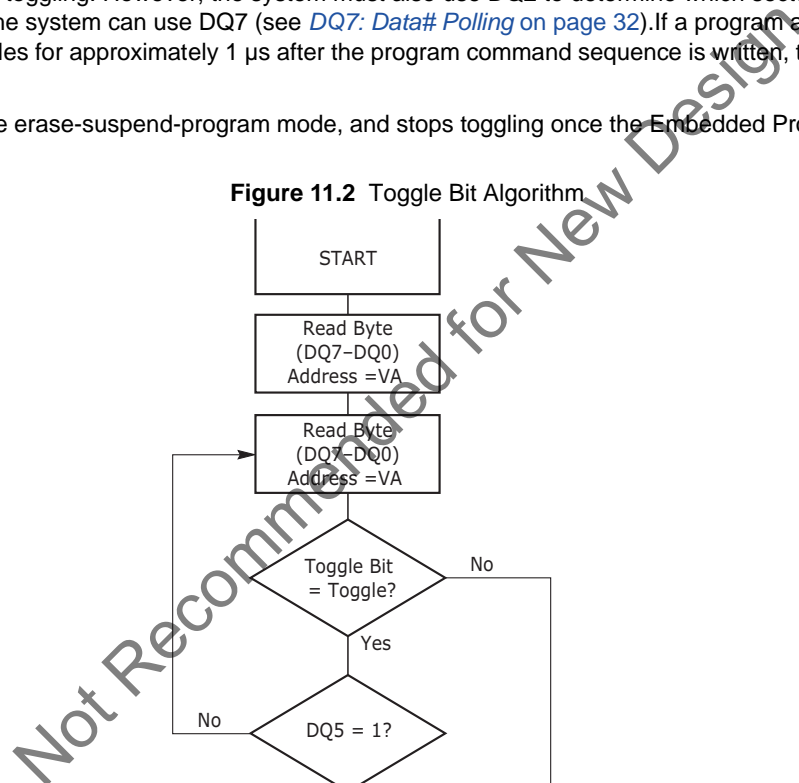 toggling. However, the system must also use DQ2 to determine which sect
ne system can use DQ7 (see DQ7: Data# Polling on page 32).If a program a
les for approximately 1 µs after the program command sequence is written, t
e erase-suspend-program mode, and stops toggling once the Embedded Pro
Figure 11.2 Toggle Bit Algorithm
START
Read Byte
(DQ7–DQ0)
Address =VA
Read Byte
(DQ7–DQ0)
Address =VA
Toggle Bit
= Toggle?
No
Yes
No
DQ5 = 1?
Not Recommended for New Design